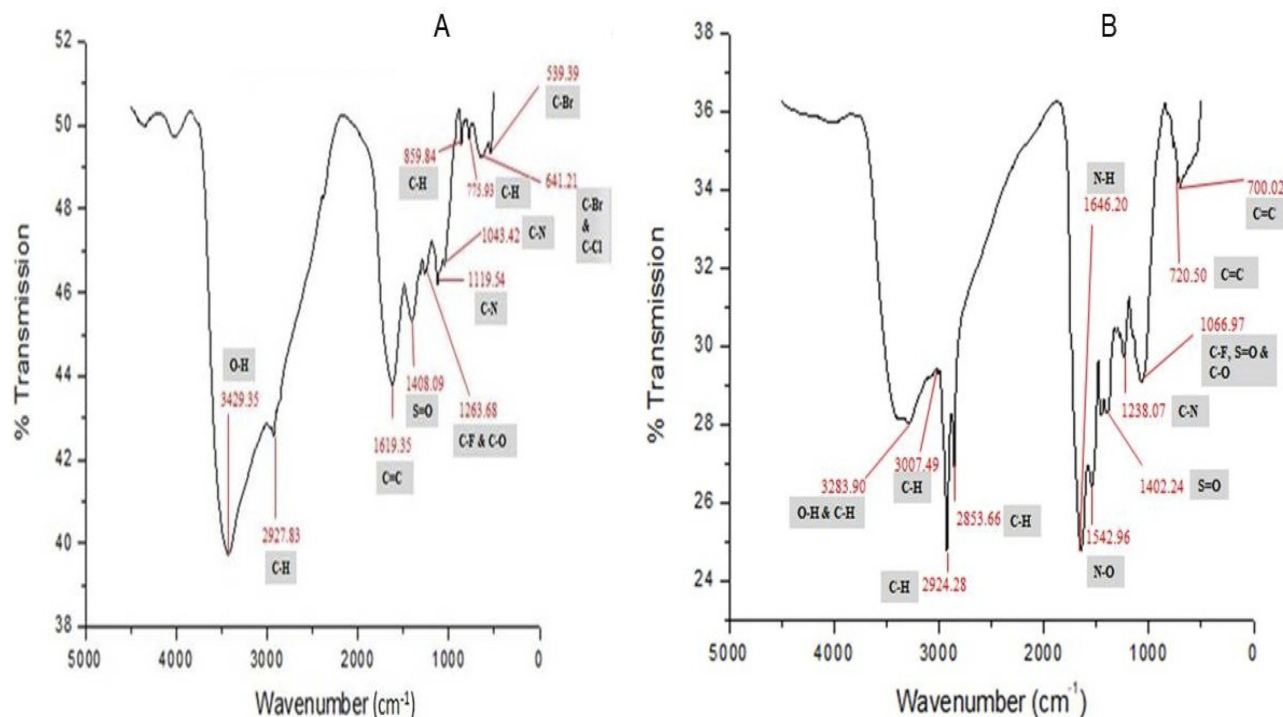 A
52
50
48
46
44
42
40
38
% Transmission
5000
4000
3000
2000
1000
0
Wavenumber (cm⁻¹)
539.39
C-Br
859.84
C-H
775.93
C-H
641.21
C-Br
&
C-Cl
1043.42
C-N
1119.54
C-N
O-H
3429.35
1408.09
S=O
1263.68
C-F & C-O
1619.35
C=C
2927.83
C-H
B
38
36
34
32
30
28
26
24
% Transmission
5000
4000
3000
2000
1000
0
Wavenumber (cm⁻¹)
N-H
1646.20
700.02
C=C
720.50
C=C
1066.97
C-F, S=O &
C-O
1238.07
C-N
3007.49
C-H
3283.90
O-H & C-H
2853.66
C-H
1402.24
S=O
1542.96
N-O
C-H
2924.28